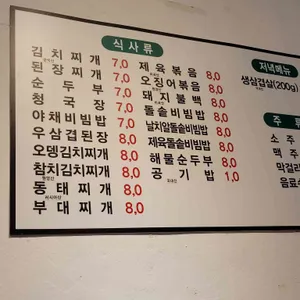 식사류
김치찌개 7,0
된장찌개 7,0
순두부 7,0
청국장 7,0
야채비빔밥 7,0
우삼겹된장 8,0
오뎅김치찌개 8,0
참치김치찌개 8,0
동태찌개 8,0
부대찌개 8,0
제육볶음 8,0
오징어볶음 8,0
돼지불백 8,0
돌솥비빔밥 8,0
날치알돌솥비빔밥 8,0
제육돌솥비빔밥 8,0
해물순두부 8,0
공기밥 1,0
저녁메뉴
생삼겹살(200g)
주류
소주
맥주
막걸리
음료수